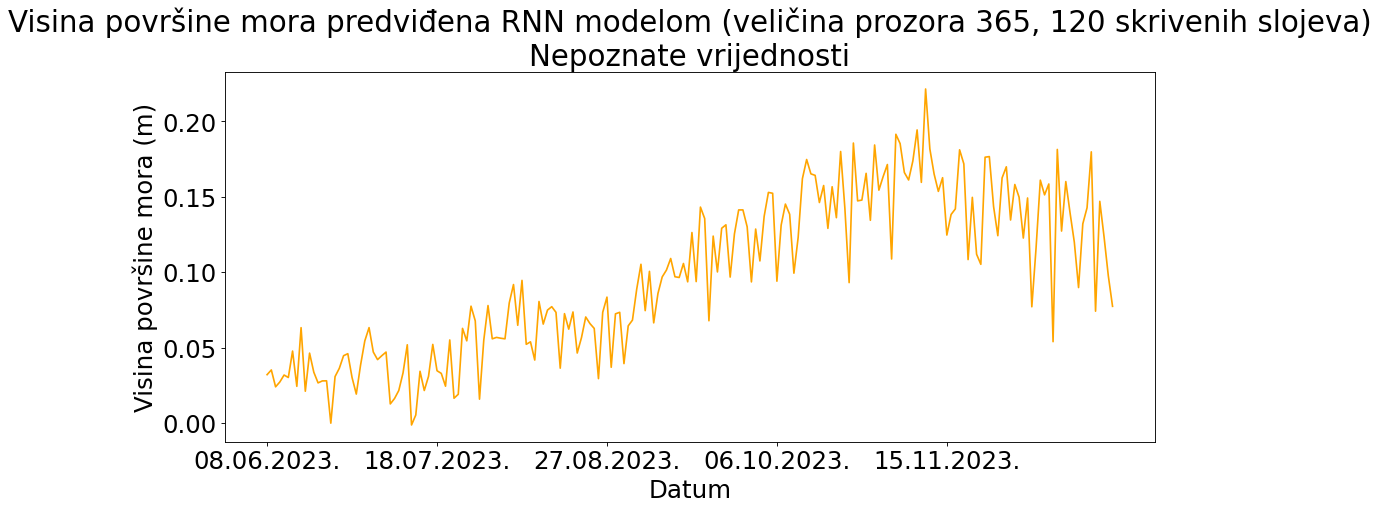 Visina površine mora predviđena RNN modelom (veličina prozora 365, 120 skrivenih slojeva)
Nepoznate vrijednosti
Visina površine mora (m)
0.20
0.15
0.10
0.05
0.00
08.06.2023. 18.07.2023. 27.08.2023. 06.10.2023. 15.11.2023.
Datum